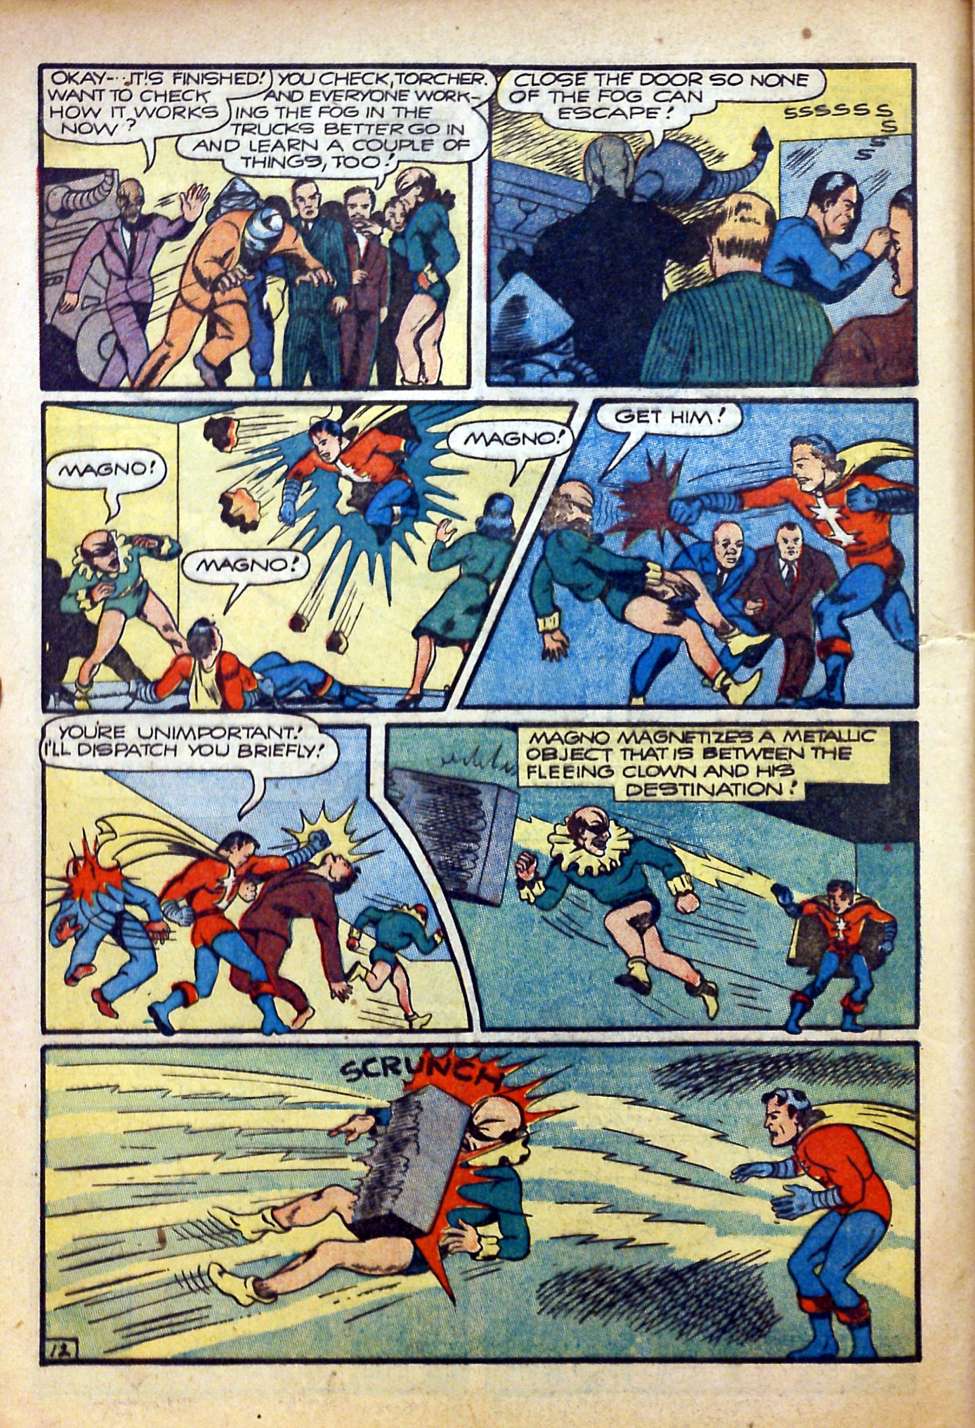 OKAY--IT'S FINISHED!
WANT TO CHECK
HOW IT WORKS
NOW?
YOU CHECK, TORCHER.
AND EVERYONE WORK-
ING THE FOG IN THE
TRUCKS BETTER GO IN
AND LEARN A COUPLE OF
THINGS, TOO!
CLOSE THE DOOR SO NONE
OF THE FOG CAN
ESCAPE!
SSSSSS
S
S
S
MAGNO!
MAGNO!
MAGNO!
GET HIM!
YOU'RE UNIMPORTANT!
I'LL DISPATCH YOU BRIEFLY!
MAGNO MAGNETIZES A METALLIC
OBJECT THAT IS BETWEEN THE
FLEEING CLOWN AND HIS
DESTINATION!
SCRUNCH
12